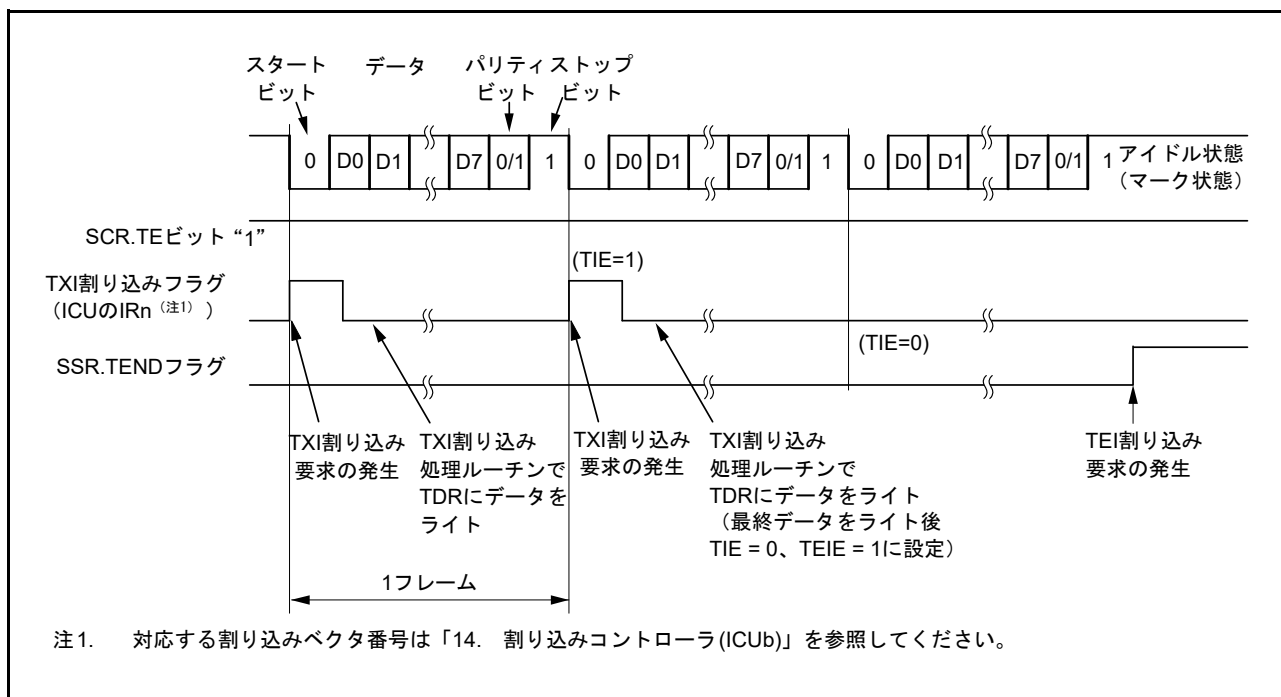 スタート
ビット
データ
パリティ
ビット
ストップ
ビット
0 D0 D1 D7 0/1 1 0 D0 D1 D7 0/1 1 0 D0 D1 D7 0/1 1 アイドル状態
（マーク状態）
SCR.TEビット “1”
TXI割り込みフラグ
（ICUのIRn（注1））
(TIE=1)
(TIE=0)
SSR.TENDフラグ
TXI割り込み
要求の発生
TXI割り込み
処理ルーチンで
TDRにデータを
ライト
TXI割り込み
要求の発生
TXI割り込み
処理ルーチンで
TDRにデータをライト
（最終データをライト後
TIE = 0、TEIE = 1に設定）
TEI割り込み
要求の発生
1フレーム
注1. 対応する割り込みベクタ番号は「14. 割り込みコントローラ(ICUb)」を参照してください。